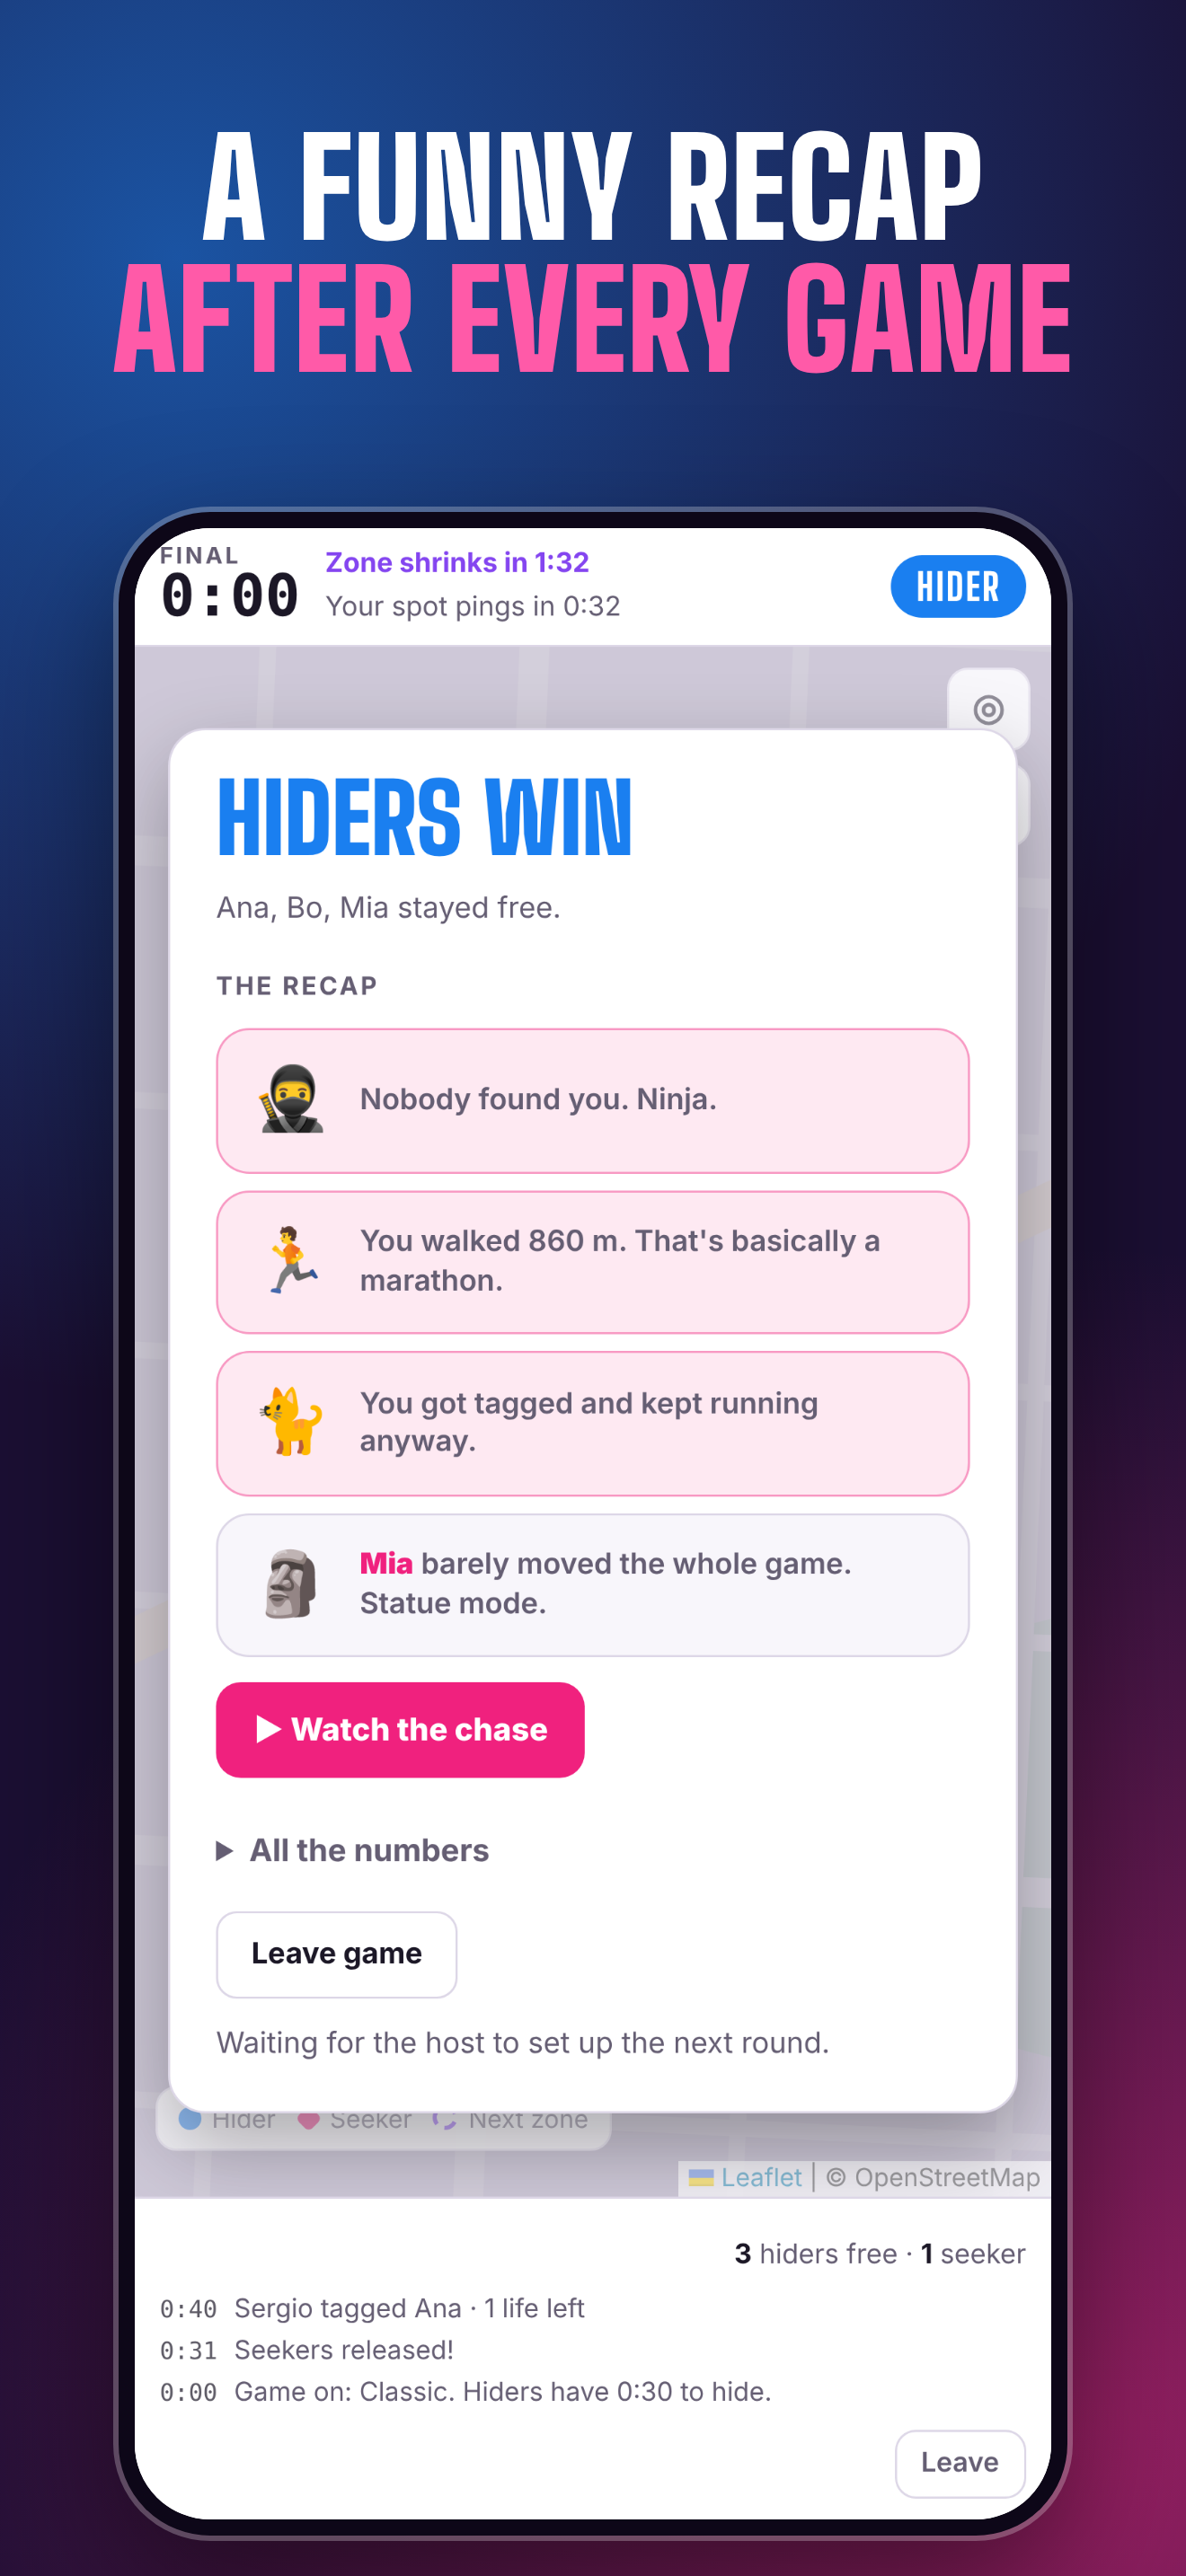 A FUNNY RECAP
AFTER EVERY GAME
FINAL
0:00
Zone shrinks in 1:32
Your spot pings in 0:32
HIDER
HIDERS WIN
Ana, Bo, Mia stayed free.
THE RECAP
Nobody found you. Ninja.
You walked 860 m. That's basically a
marathon.
You got tagged and kept running
anyway.
Mia barely moved the whole game.
Statue mode.
▶ Watch the chase
▶ All the numbers
Leave game
Waiting for the host to set up the next round.
Hider Seeker Next zone
Leaflet | © OpenStreetMap
3 hiders free · 1 seeker
0:40 Sergio tagged Ana · 1 life left
0:31 Seekers released!
0:00 Game on: Classic. Hiders have 0:30 to hide.
Leave